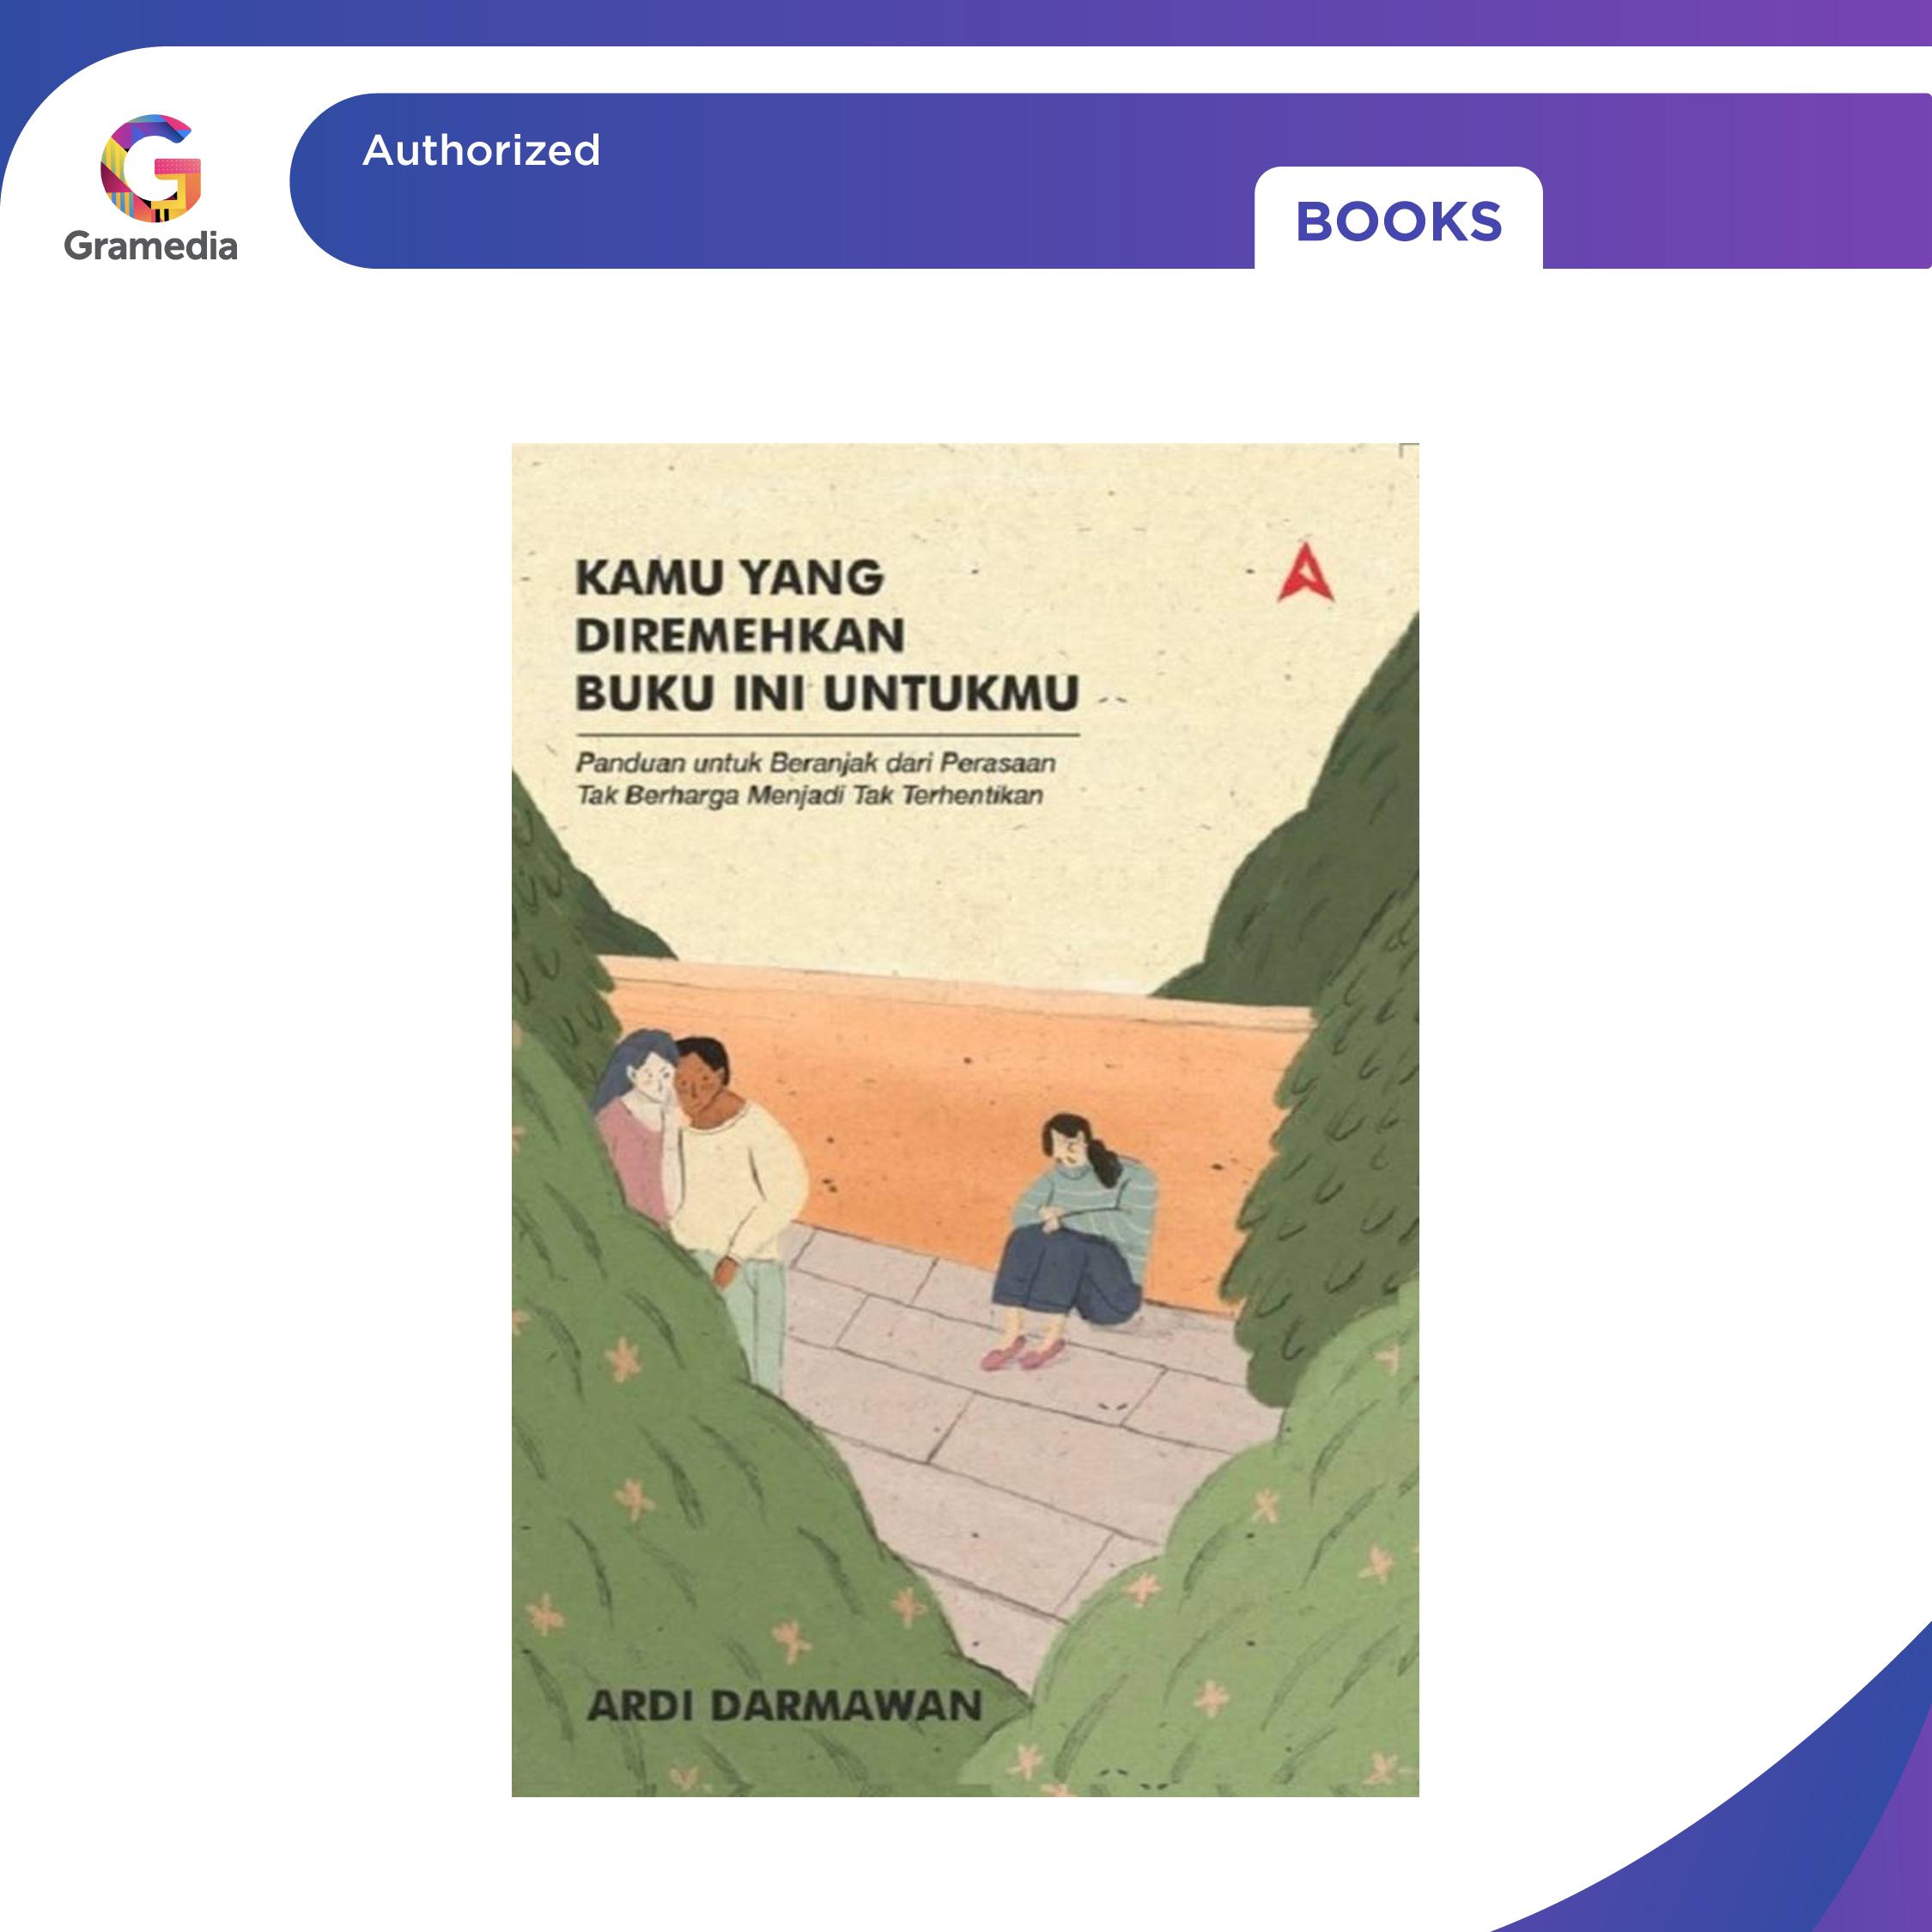 Gramedia
Authorized
BOOKS
KAMU YANG
DIREMEHKAN
BUKU INI UNTUKMU
Panduan untuk Beranjak dari Perasaan
Tak Berharga Menjadi Tak Terhentikan
ARDI DARMAWAN